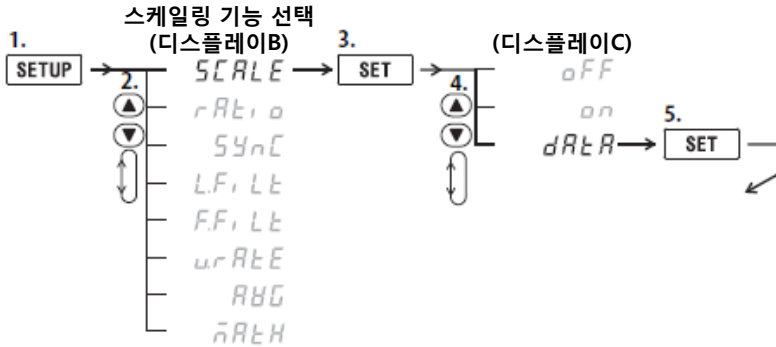 스케일링 기능 선택
1. (디스플레이B) 3. (디스플레이C)
SETUP 2. SCALE SET 4. oFF
rAtio on 5.
SYnC dAtA SET
L.FiLt
F.FiLt
u.rAtE
AVG
mAtH